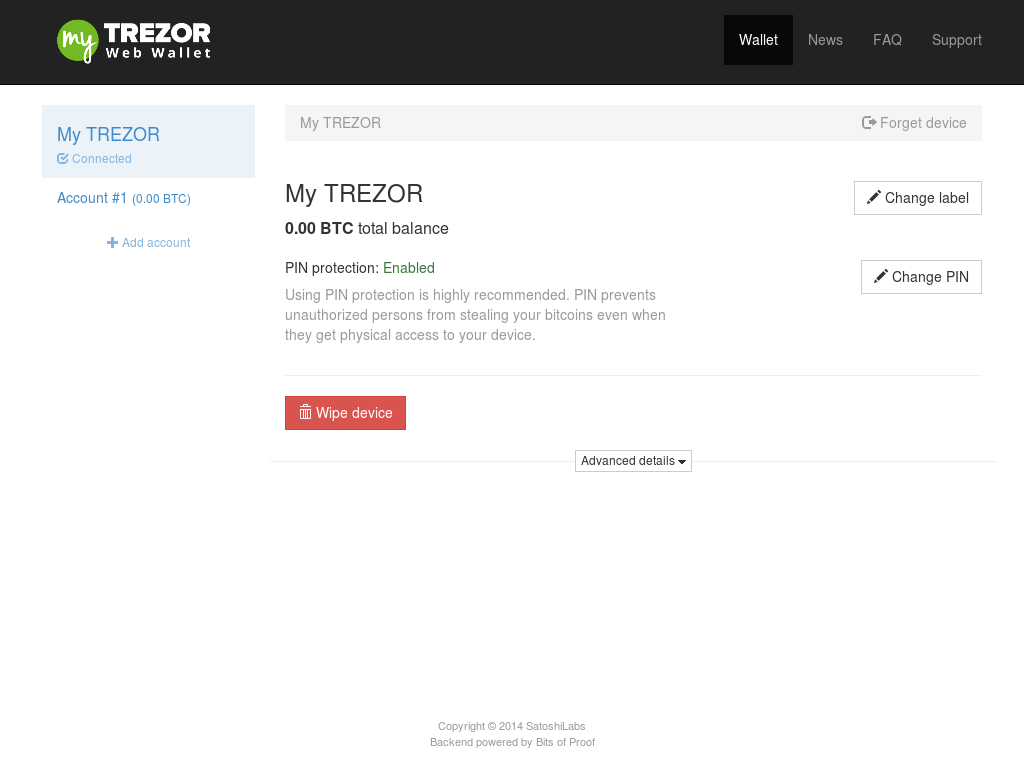 my TREZOR
Web Wallet
Wallet News FAQ Support
My TREZOR
Connected
Account #1 (0.00 BTC)
Add account
My TREZOR
Forget device
My TREZOR
Change label
0.00 BTC total balance
PIN protection: Enabled
Change PIN
Using PIN protection is highly recommended. PIN prevents
unauthorized persons from stealing your bitcoins even when
they get physical access to your device.
Wipe device
Advanced details
Copyright © 2014 SatoshiLabs
Backend powered by Bits of Proof